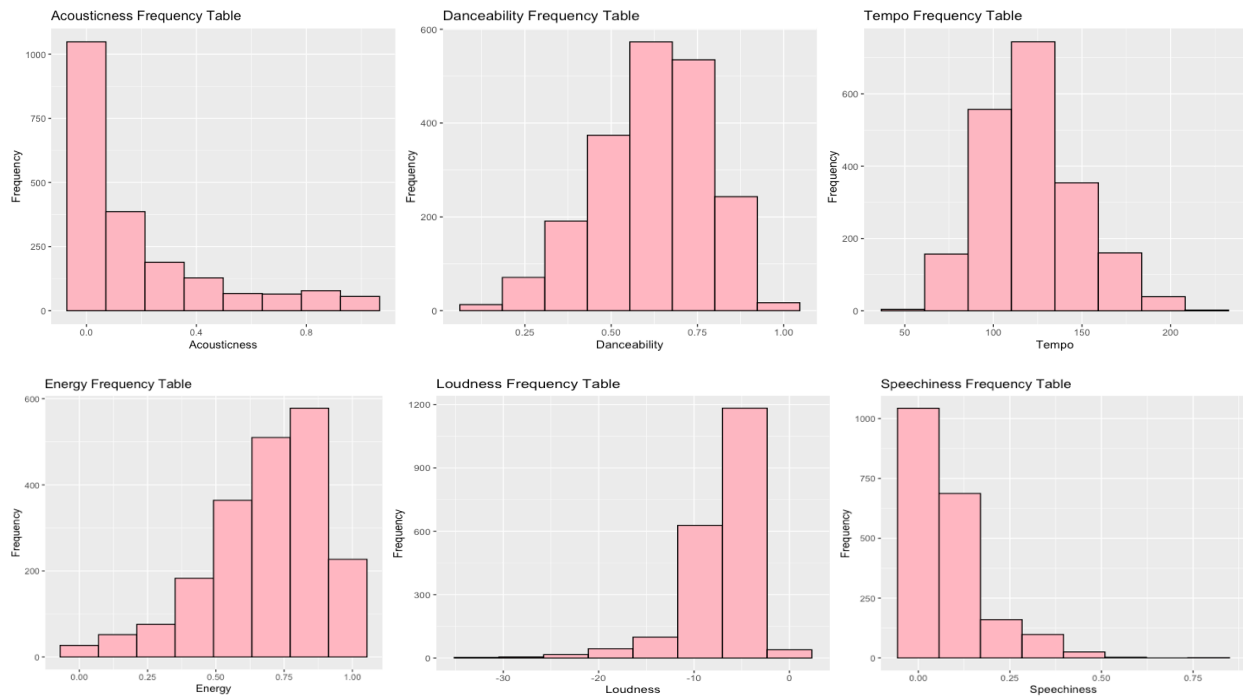 Acousticness Frequency Table
1000
750
500
250
0
Frequency
0.0 0.4 0.8
Acousticness
Danceability Frequency Table
600
400
200
0
Frequency
0.25 0.50 0.75 1.00
Danceability
Tempo Frequency Table
600
400
200
0
Frequency
50 100 150 200
Tempo
Energy Frequency Table
600
400
200
0
Frequency
0.00 0.25 0.50 0.75 1.00
Energy
Loudness Frequency Table
1200
900
600
300
0
Frequency
-30 -20 -10 0
Loudness
Speechiness Frequency Table
1000
750
500
250
0
Frequency
0.00 0.25 0.50 0.75
Speechiness